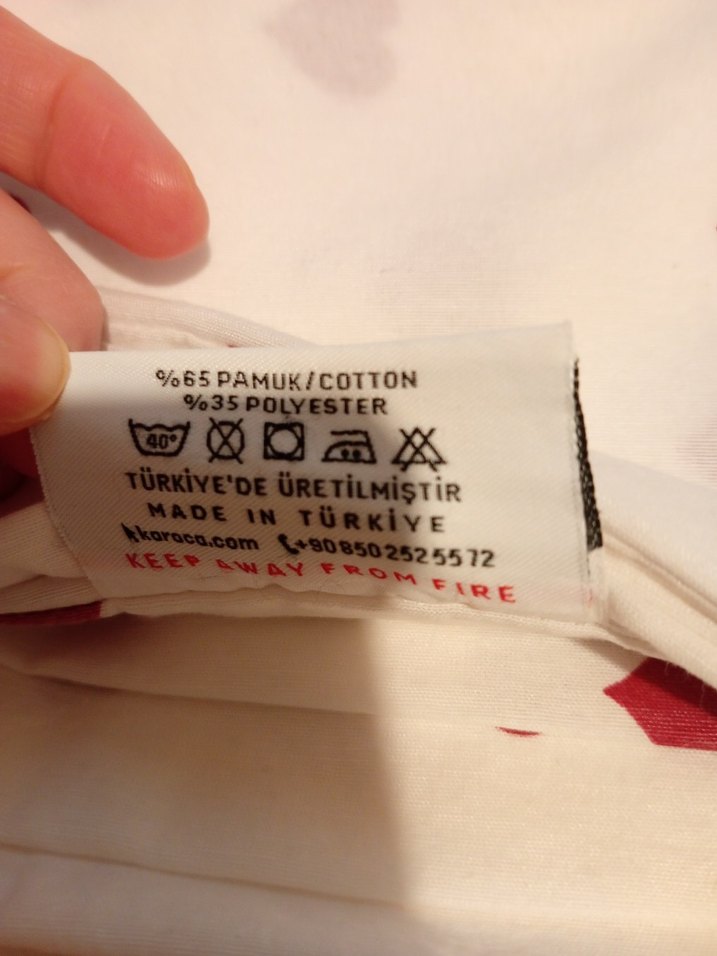 %65 PAMUK/COTTON
%35 POLYESTER
40°
TÜRKİYE'DE ÜRETİLMİŞTİR
MADE IN TÜRKİYE
karaca.com +908502525572
KEEP AWAY FROM FIRE